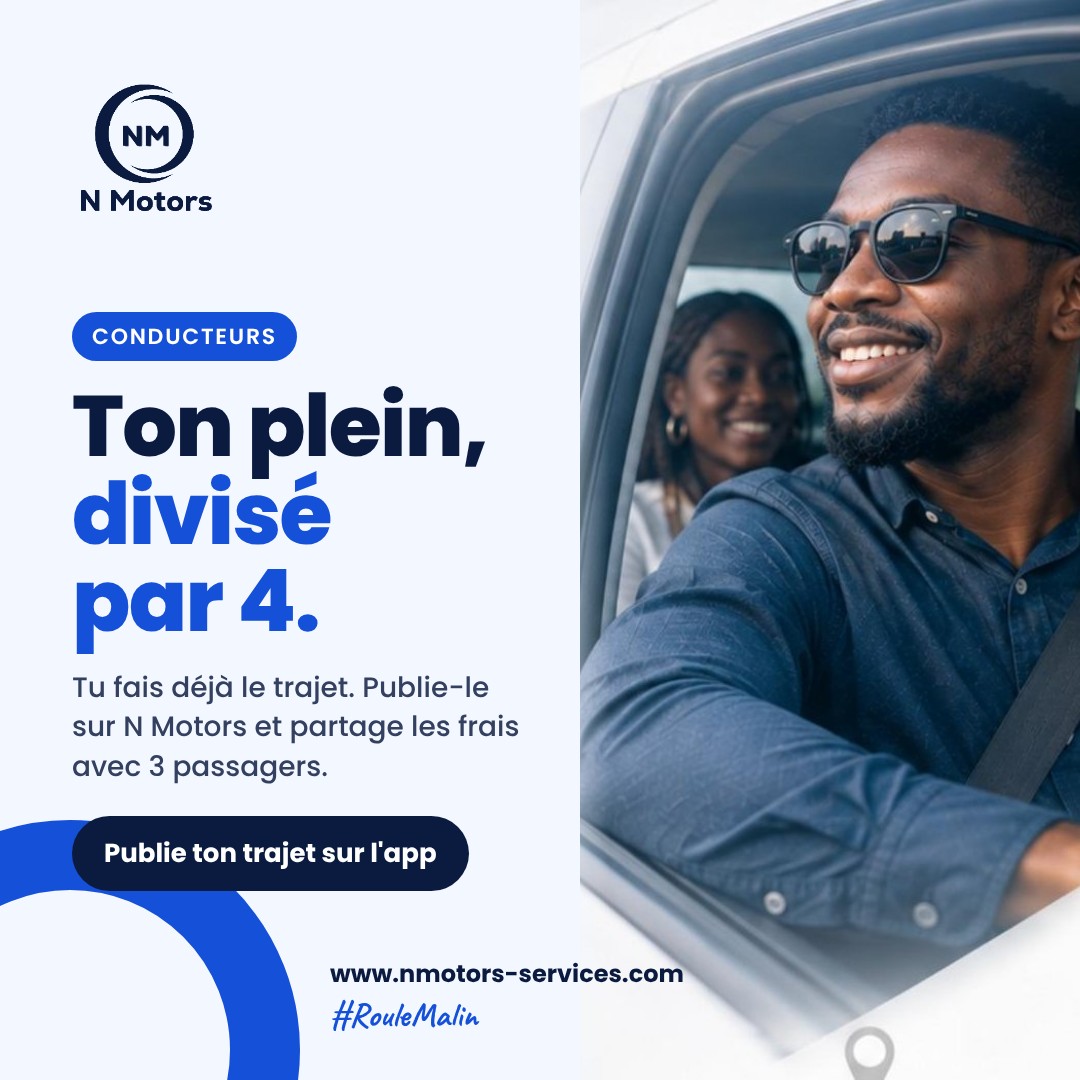 NM
N Motors
CONDUCTEURS
Ton plein,
divisé
par 4.
Tu fais déjà le trajet. Publie-le
sur N Motors et partage les frais
avec 3 passagers.
Publie ton trajet sur l'app
www.nmotors-services.com
#RouleMalin